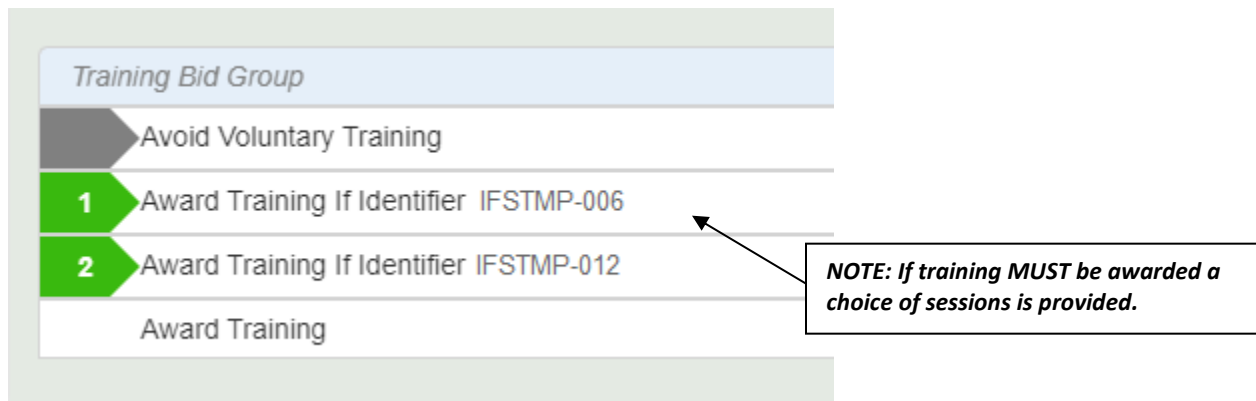 Training Bid Group
Avoid Voluntary Training
1 Award Training If Identifier IFSTMP-006
2 Award Training If Identifier IFSTMP-012
Award Training
NOTE: If training MUST be awarded a
choice of sessions is provided.